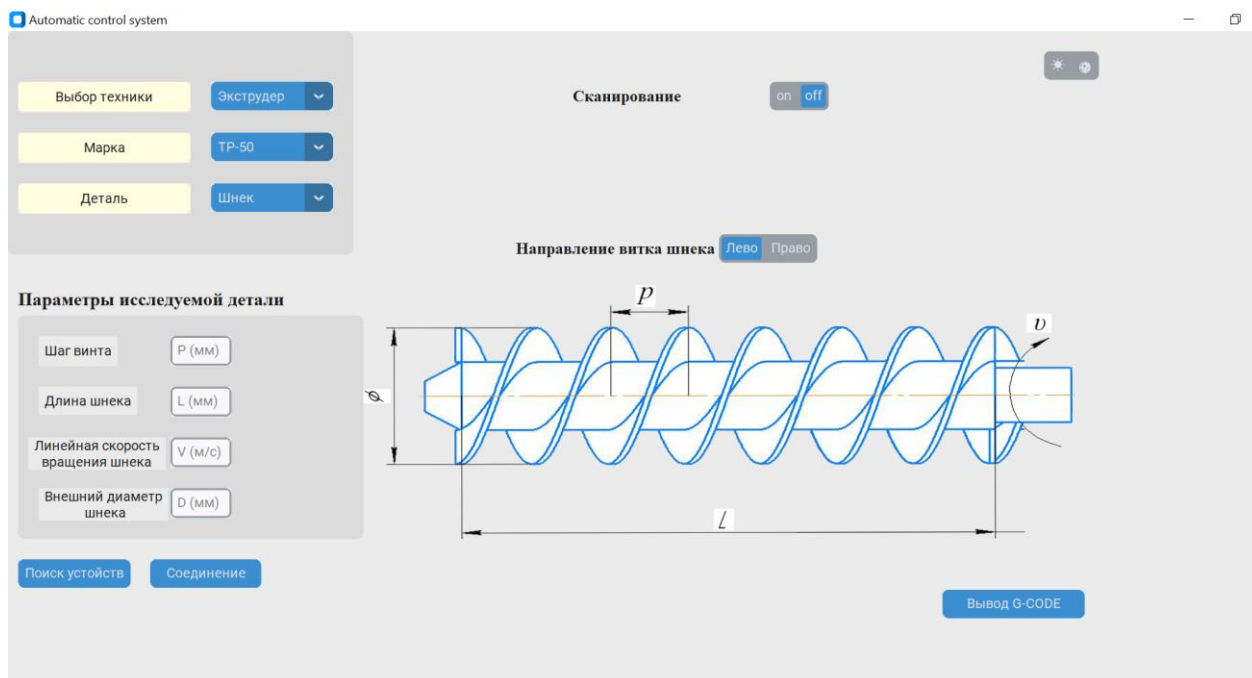 Automatic control system
Выбор техники
Экструдер
Сканирование
on off
Марка
TP-50
Деталь
Шнек
Направление витка шнека
Лево Право
Параметры исследуемой детали
Шаг винта
P (мм)
Длина шнека
L (мм)
Линейная скорость
вращения шнека
V (м/с)
Внешний диаметр
шнека
D (мм)
p
υ
ϕ
L
Поиск устойств
Соединение
Вывод G-CODE